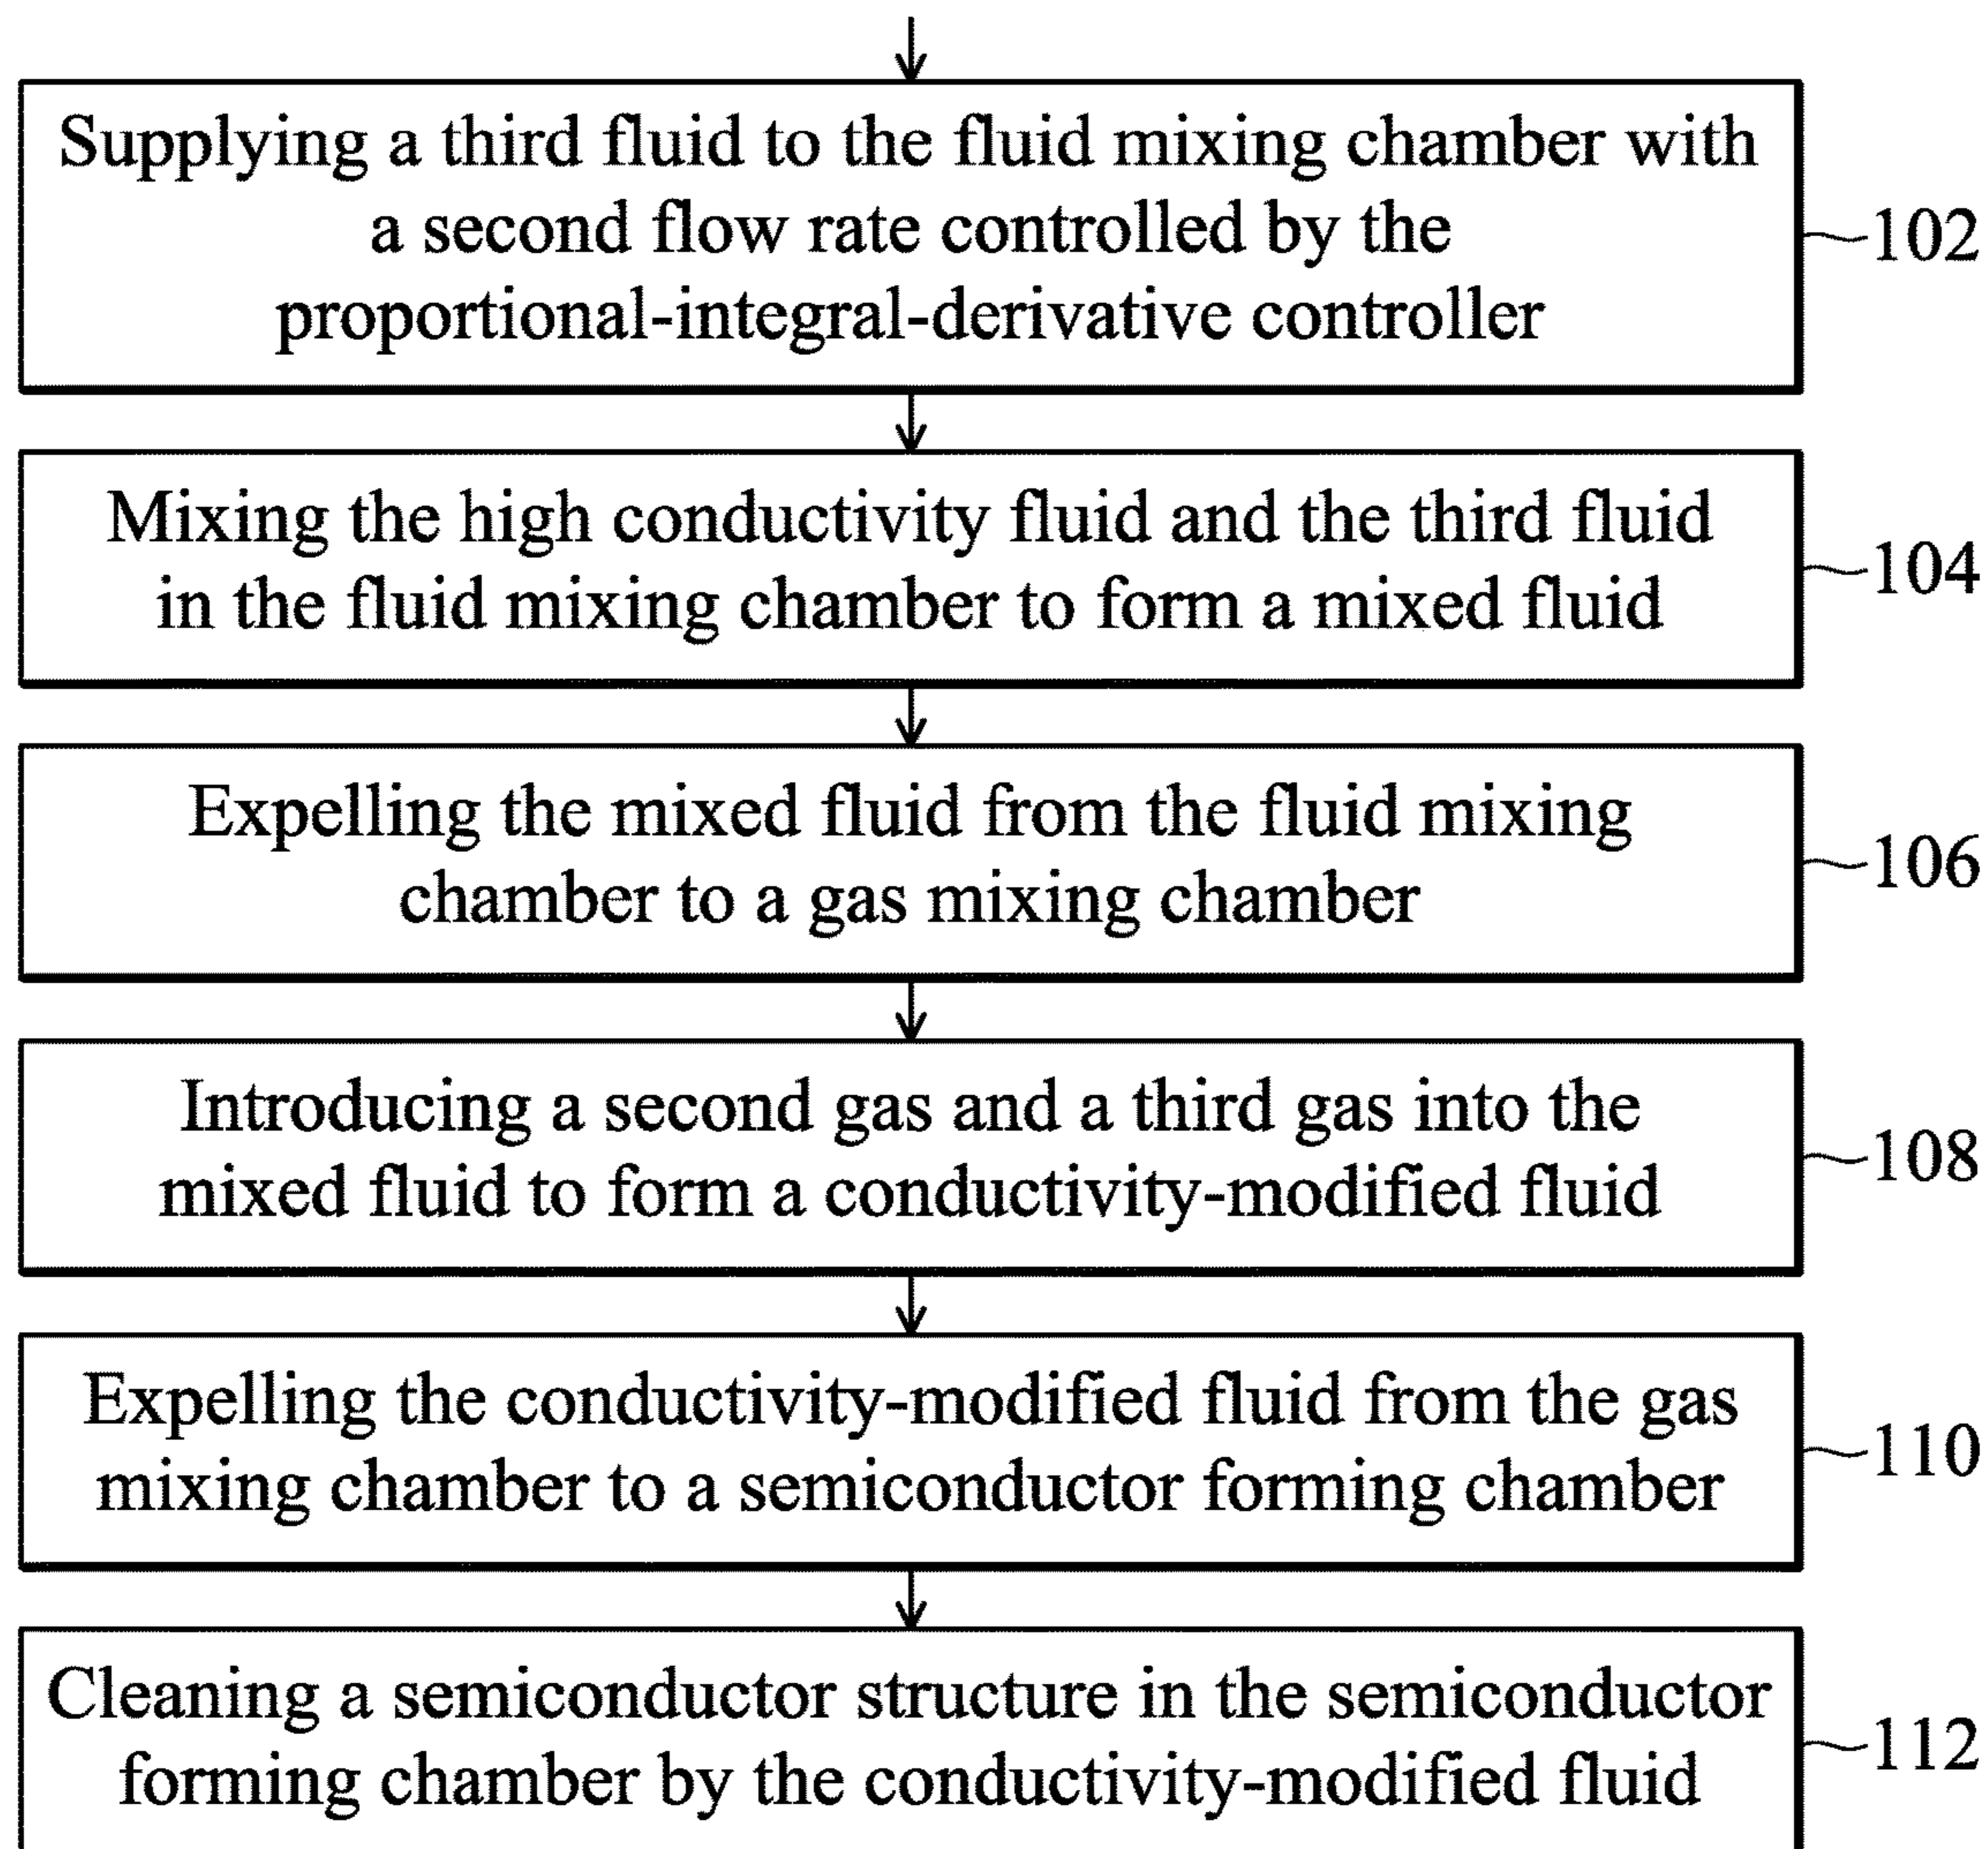 Supplying a third fluid to the fluid mixing chamber with
a second flow rate controlled by the
proportional-integral-derivative controller
102
Mixing the high conductivity fluid and the third fluid
in the fluid mixing chamber to form a mixed fluid
104
Expelling the mixed fluid from the fluid mixing
chamber to a gas mixing chamber
106
Introducing a second gas and a third gas into the
mixed fluid to form a conductivity-modified fluid
108
Expelling the conductivity-modified fluid from the gas
mixing chamber to a semiconductor forming chamber
110
Cleaning a semiconductor structure in the semiconductor
forming chamber by the conductivity-modified fluid
112